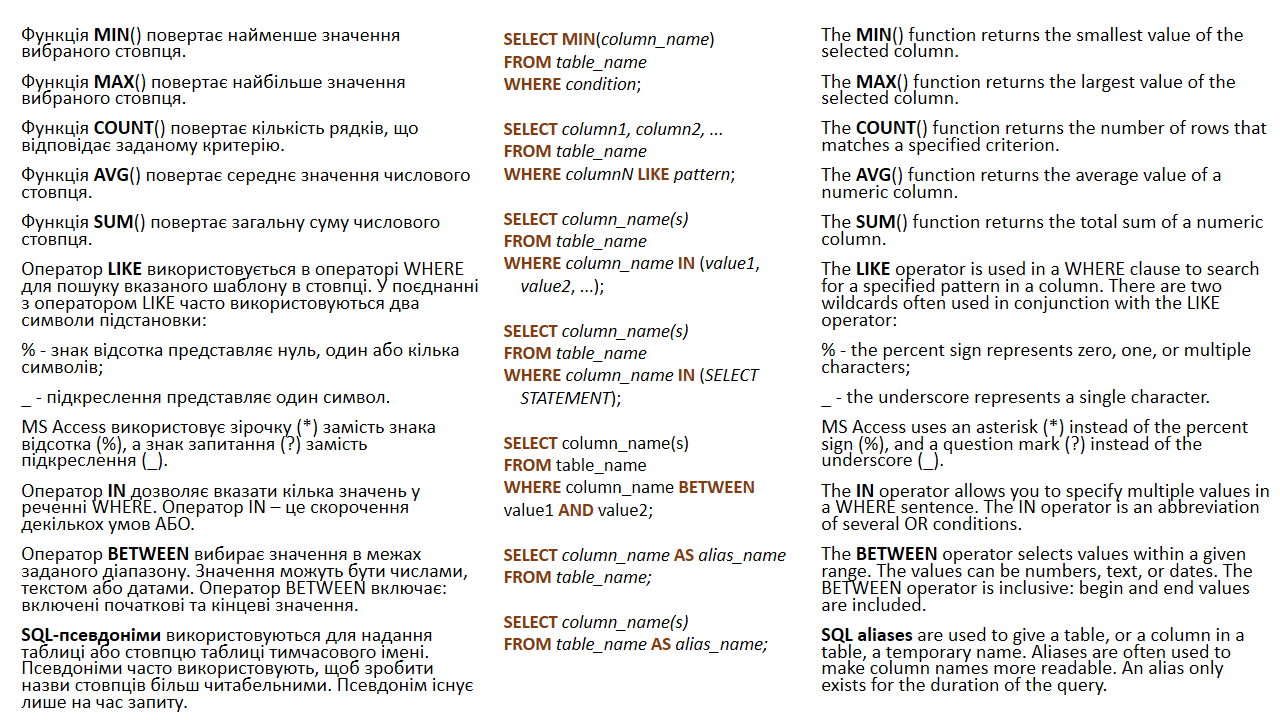 Функція MIN() повертає найменше значення
вибраного стовпця.
Функція MAX() повертає найбільше значення
вибраного стовпця.
Функція COUNT() повертає кількість рядків, що
відповідає заданому критерію.
Функція AVG() повертає середнє значення числового
стовпця.
Функція SUM() повертає загальну суму числового
стовпця.
Оператор LIKE використовується в операторі WHERE
для пошуку вказаного шаблону в стовпці. У поєднанні
з оператором LIKE часто використовуються два
символи підстановки:
% - знак відсотка представляє нуль, один або кілька
символів;
_ - підкреслення представляє один символ.
MS Access використовує зірочку (*) замість знака
відсотка (%), а знак запитання (?) замість
підкреслення (_).
Оператор IN дозволяє вказати кілька значень у
реченні WHERE. Оператор IN – це скорочення
декількох умов АБО.
Оператор BETWEEN вибирає значення в межах
заданого діапазону. Значення можуть бути числами,
текстом або датами. Оператор BETWEEN включає:
включені початкові та кінцеві значення.
SQL-псевдоніми використовуються для надання
таблиці або стовпцю таблиці тимчасового імені.
Псевдоніми часто використовують, щоб зробити
назви стовпців більш читабельними. Псевдонім існує
лише на час запиту.
SELECT MIN(column_name)
FROM table_name
WHERE condition;
SELECT column1, column2, ...
FROM table_name
WHERE columnN LIKE pattern;
SELECT column_name(s)
FROM table_name
WHERE column_name IN (value1,
value2, ...);
SELECT column_name(s)
FROM table_name
WHERE column_name IN (SELECT
STATEMENT);
SELECT column_name(s)
FROM table_name
WHERE column_name BETWEEN
value1 AND value2;
SELECT column_name AS alias_name
FROM table_name;
SELECT column_name(s)
FROM table_name AS alias_name;
The MIN() function returns the smallest value of the
selected column.
The MAX() function returns the largest value of the
selected column.
The COUNT() function returns the number of rows that
matches a specified criterion.
The AVG() function returns the average value of a
numeric column.
The SUM() function returns the total sum of a numeric
column.
The LIKE operator is used in a WHERE clause to search
for a specified pattern in a column. There are two
wildcards often used in conjunction with the LIKE
operator:
% - the percent sign represents zero, one, or multiple
characters;
_ - the underscore represents a single character.
MS Access uses an asterisk (*) instead of the percent
sign (%), and a question mark (?) instead of the
underscore (_).
The IN operator allows you to specify multiple values in
a WHERE sentence. The IN operator is an abbreviation
of several OR conditions.
The BETWEEN operator selects values within a given
range. The values can be numbers, text, or dates. The
BETWEEN operator is inclusive: begin and end values
are included.
SQL aliases are used to give a table, or a column in a
table, a temporary name. Aliases are often used to
make column names more readable. An alias only
exists for the duration of the query.